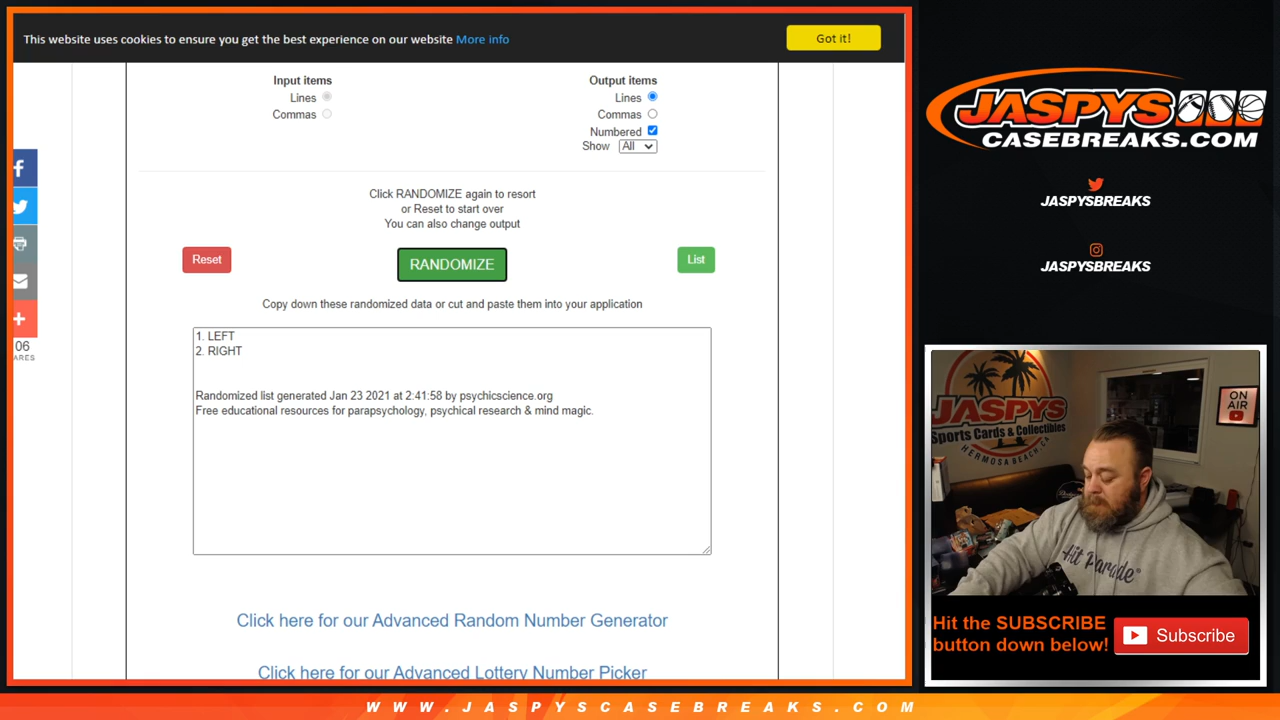 This website uses cookies to ensure you get the best experience on our website More info
Got it!
Input items
Output items
Lines
Lines
Commas
Commas
Numbered
Show All
Click RANDOMIZE again to resort
or Reset to start over
You can also change output
Reset
RANDOMIZE
List
Copy down these randomized data or cut and paste them into your application
1. LEFT
2. RIGHT
Randomized list generated Jan 23 2021 at 2:41:58 by psychicscience.org
Free educational resources for parapsychology, psychical research & mind magic.
Click here for our Advanced Random Number Generator
Click here for our Advanced Lottery Number Picker
06
ARES
JASPYS
CASEBREAKS.COM
JASPYSBREAKS
JASPYSBREAKS
JASPYS
Sports Cards & Collectibles
HERMOSA BEACH, CA
ON
AIR
Hit Parade
Hit the SUBSCRIBE
button down below!
Subscribe
WWW.JASPYSCASEBREAKS.COM